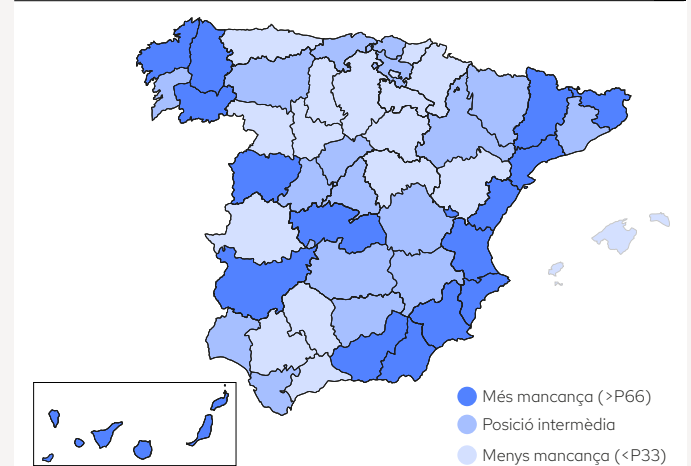 Més mancança (>P66)
Posició intermèdia
Menys mancança (<P33)